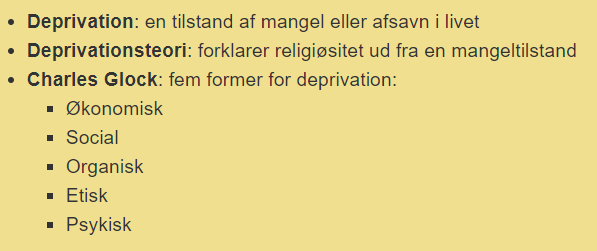 Deprivation: en tilstand af mangel eller afsavn i livet
Deprivationsteori: forklarer religiøsitet ud fra en mangeltilstand
Charles Glock: fem former for deprivation:
Økonomisk
Social
Organisk
Etisk
Psykisk